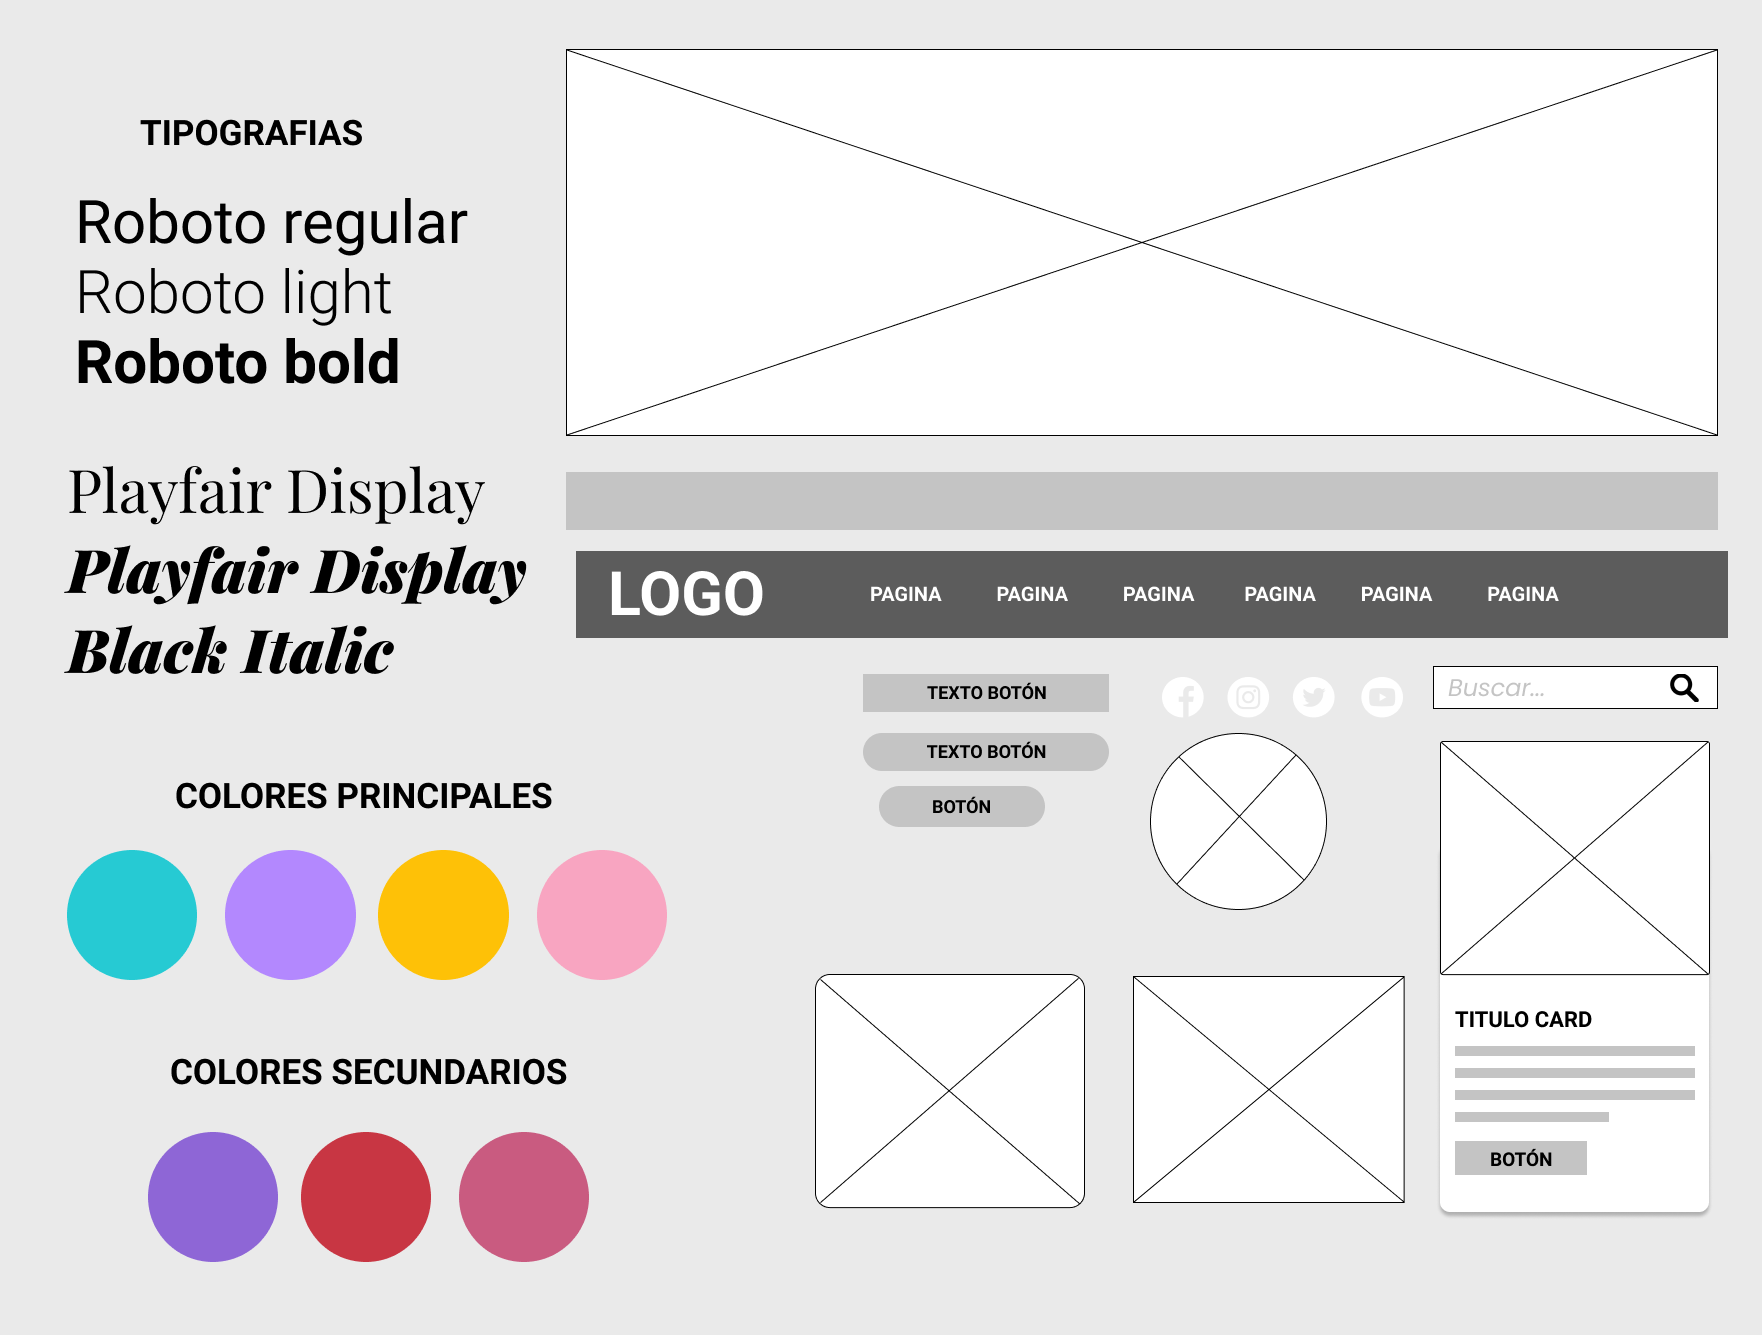 TIPOGRAFIAS
Roboto regular
Roboto light
Roboto bold
Playfair Display
Playfair Display
Black Italic
COLORES PRINCIPALES
COLORES SECUNDARIOS
LOGO PAGINA PAGINA PAGINA PAGINA PAGINA PAGINA
TEXTO BOTÓN
TEXTO BOTÓN
BOTÓN
Buscar...
TITULO CARD
BOTÓN